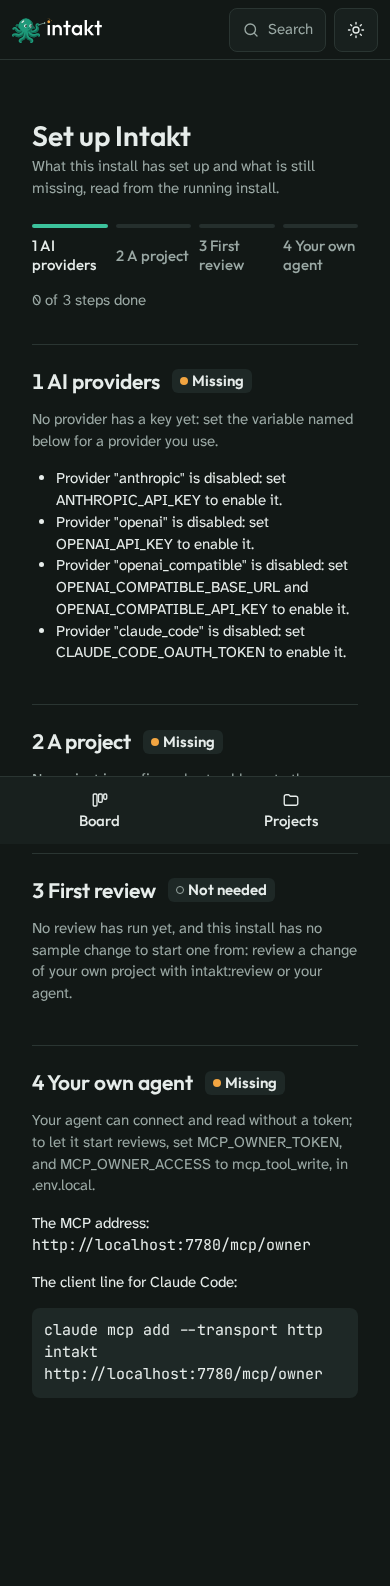 intakt
Search
Set up Intakt
What this install has set up and what is still
missing, read from the running install.
1 AI
providers
2 A project
3 First
review
4 Your own
agent
0 of 3 steps done
1 AI providers
Missing
No provider has a key yet: set the variable named
below for a provider you use.
• Provider "anthropic" is disabled: set
ANTHROPIC_API_KEY to enable it.
• Provider "openai" is disabled: set
OPENAI_API_KEY to enable it.
• Provider "openai_compatible" is disabled: set
OPENAI_COMPATIBLE_BASE_URL and
OPENAI_COMPATIBLE_API_KEY to enable it.
• Provider "claude_code" is disabled: set
CLAUDE_CODE_OAUTH_TOKEN to enable it.
2 A project
Missing
Board
Projects
3 First review
Not needed
No review has run yet, and this install has no
sample change to start one from: review a change
of your own project with intakt:review or your
agent.
4 Your own agent
Missing
Your agent can connect and read without a token;
to let it start reviews, set MCP_OWNER_TOKEN,
and MCP_OWNER_ACCESS to mcp_tool_write, in
.env.local.
The MCP address:
http://localhost:7780/mcp/owner
The client line for Claude Code:
claude mcp add --transport http
intakt
http://localhost:7780/mcp/owner